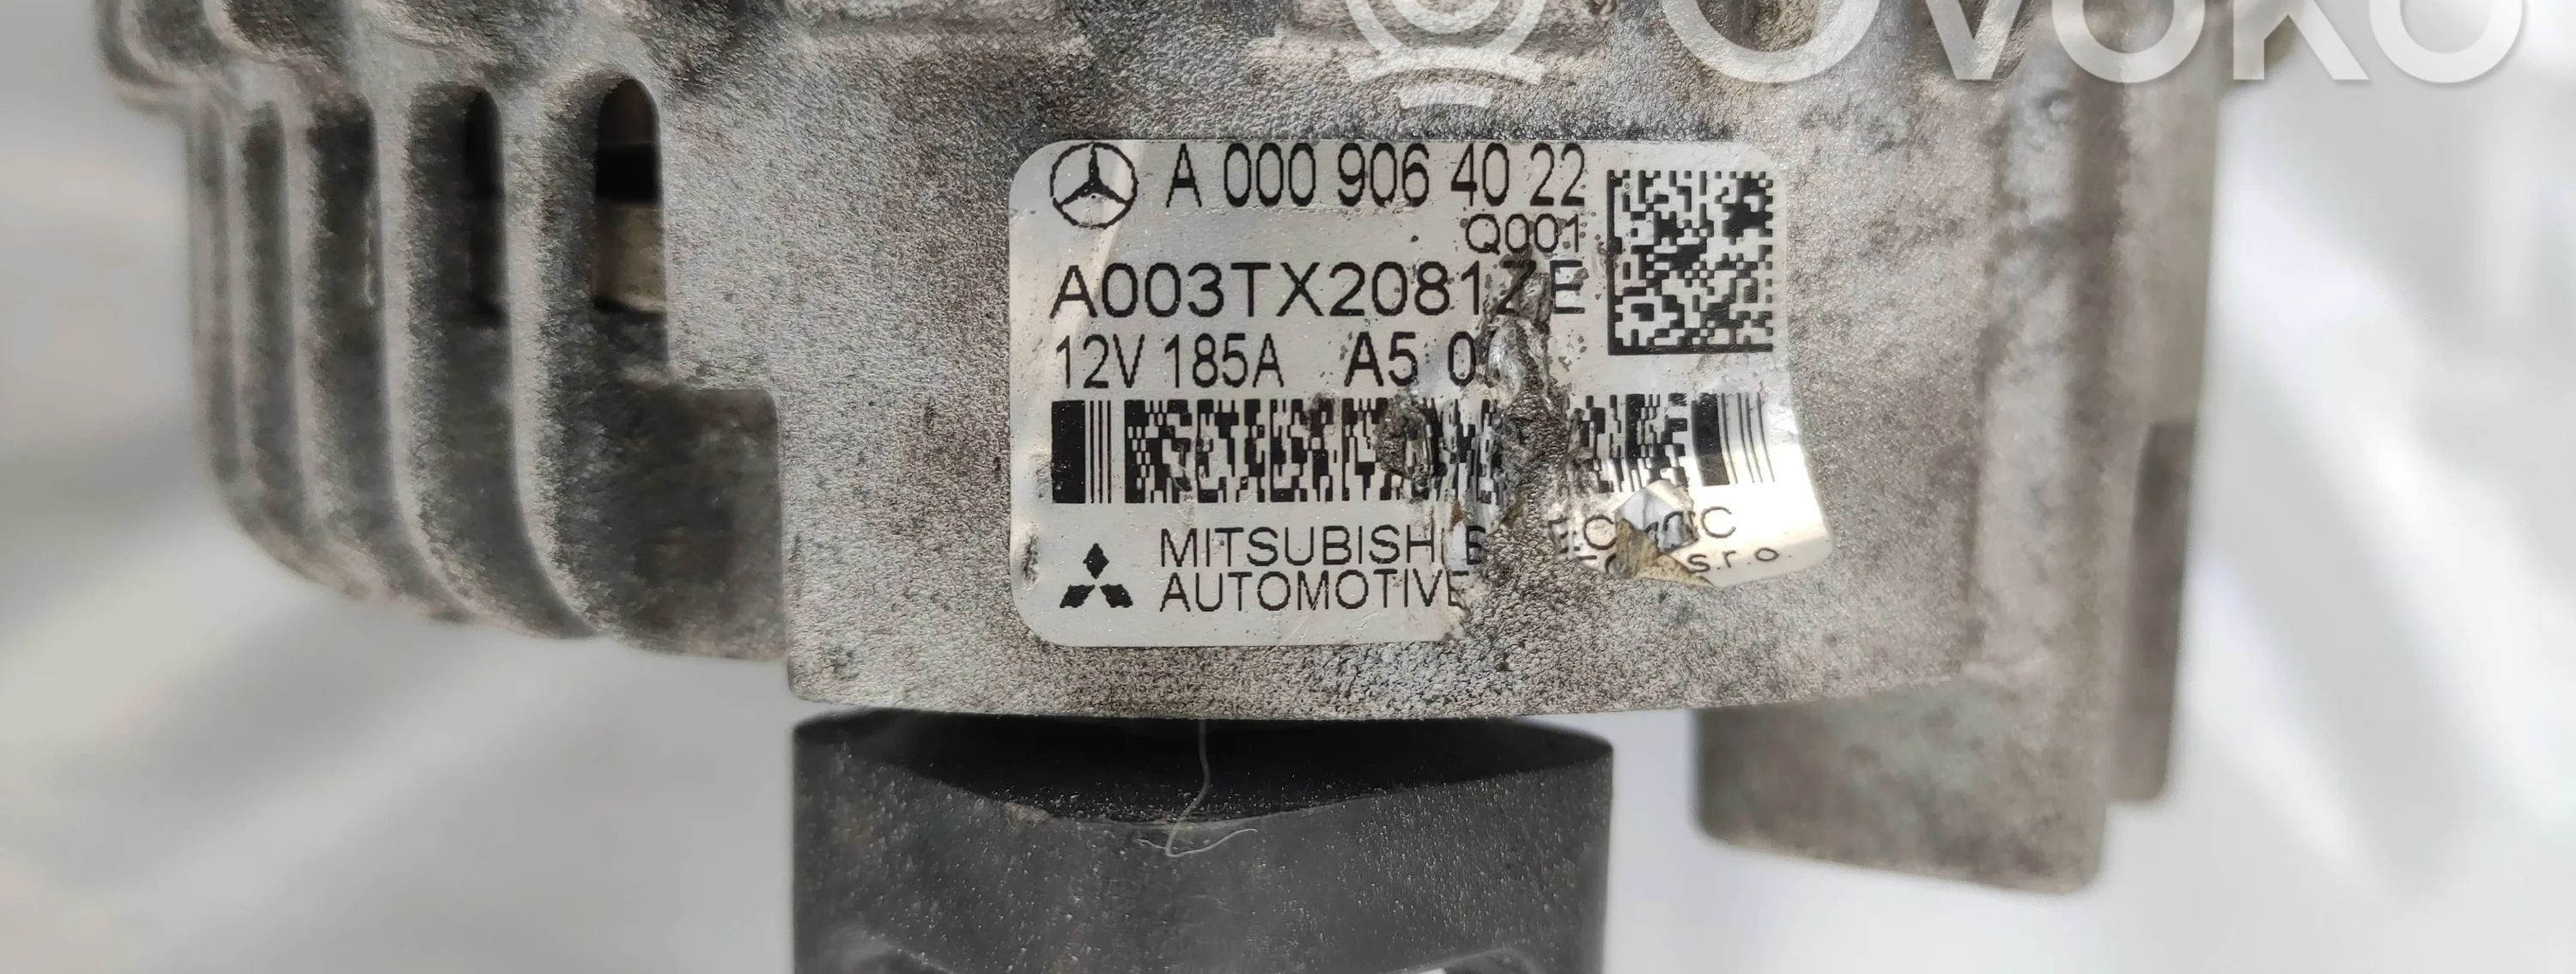 OVOKO
A 000 906 40 22
Q001
A003TX2081ZE
12V 185A A5
MITSUBISHI
AUTOMOTIVE s.r.o.